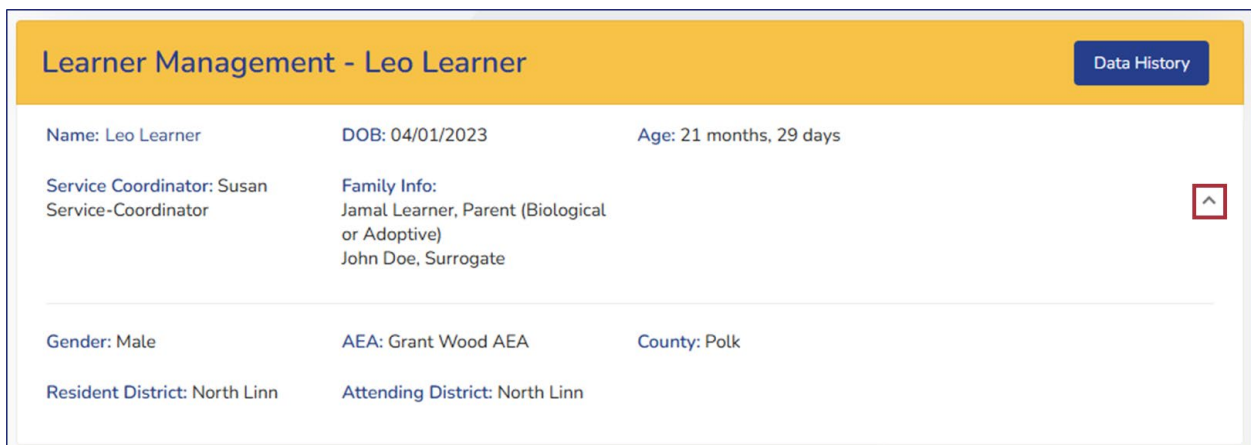 Learner Management - Leo Learner
Data History
Name: Leo Learner
DOB: 04/01/2023
Age: 21 months, 29 days
Service Coordinator: Susan
Service-Coordinator
Family Info:
Jamal Learner, Parent (Biological
or Adoptive)
John Doe, Surrogate
Gender: Male
AEA: Grant Wood AEA
County: Polk
Resident District: North Linn
Attending District: North Linn